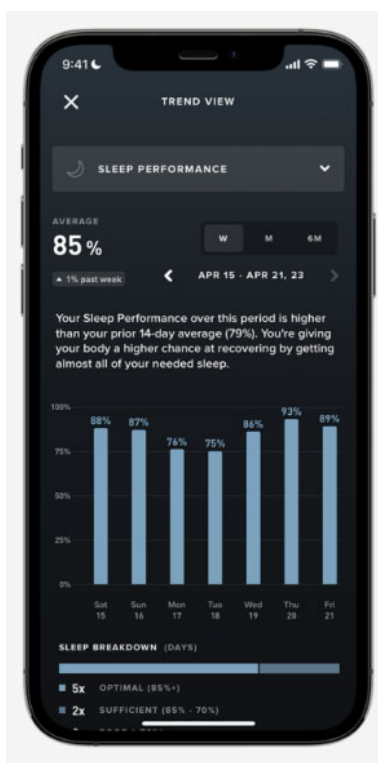 9:41
TREND VIEW
SLEEP PERFORMANCE
AVERAGE
85%
W M 6M
▲ 1% past week
APR 15 - APR 21, 23
Your Sleep Performance over this period is higher
than your prior 14-day average (79%). You're giving
your body a higher chance at recovering by getting
almost all of your needed sleep.
100%
75%
50%
25%
0%
88% 87% 76% 75% 86% 93% 89%
Sat Sun Mon Tue Wed Thu Fri
15 16 17 18 19 20 21
SLEEP BREAKDOWN (DAYS)
5x OPTIMAL (85%+)
2x SUFFICIENT (85% - 70%)